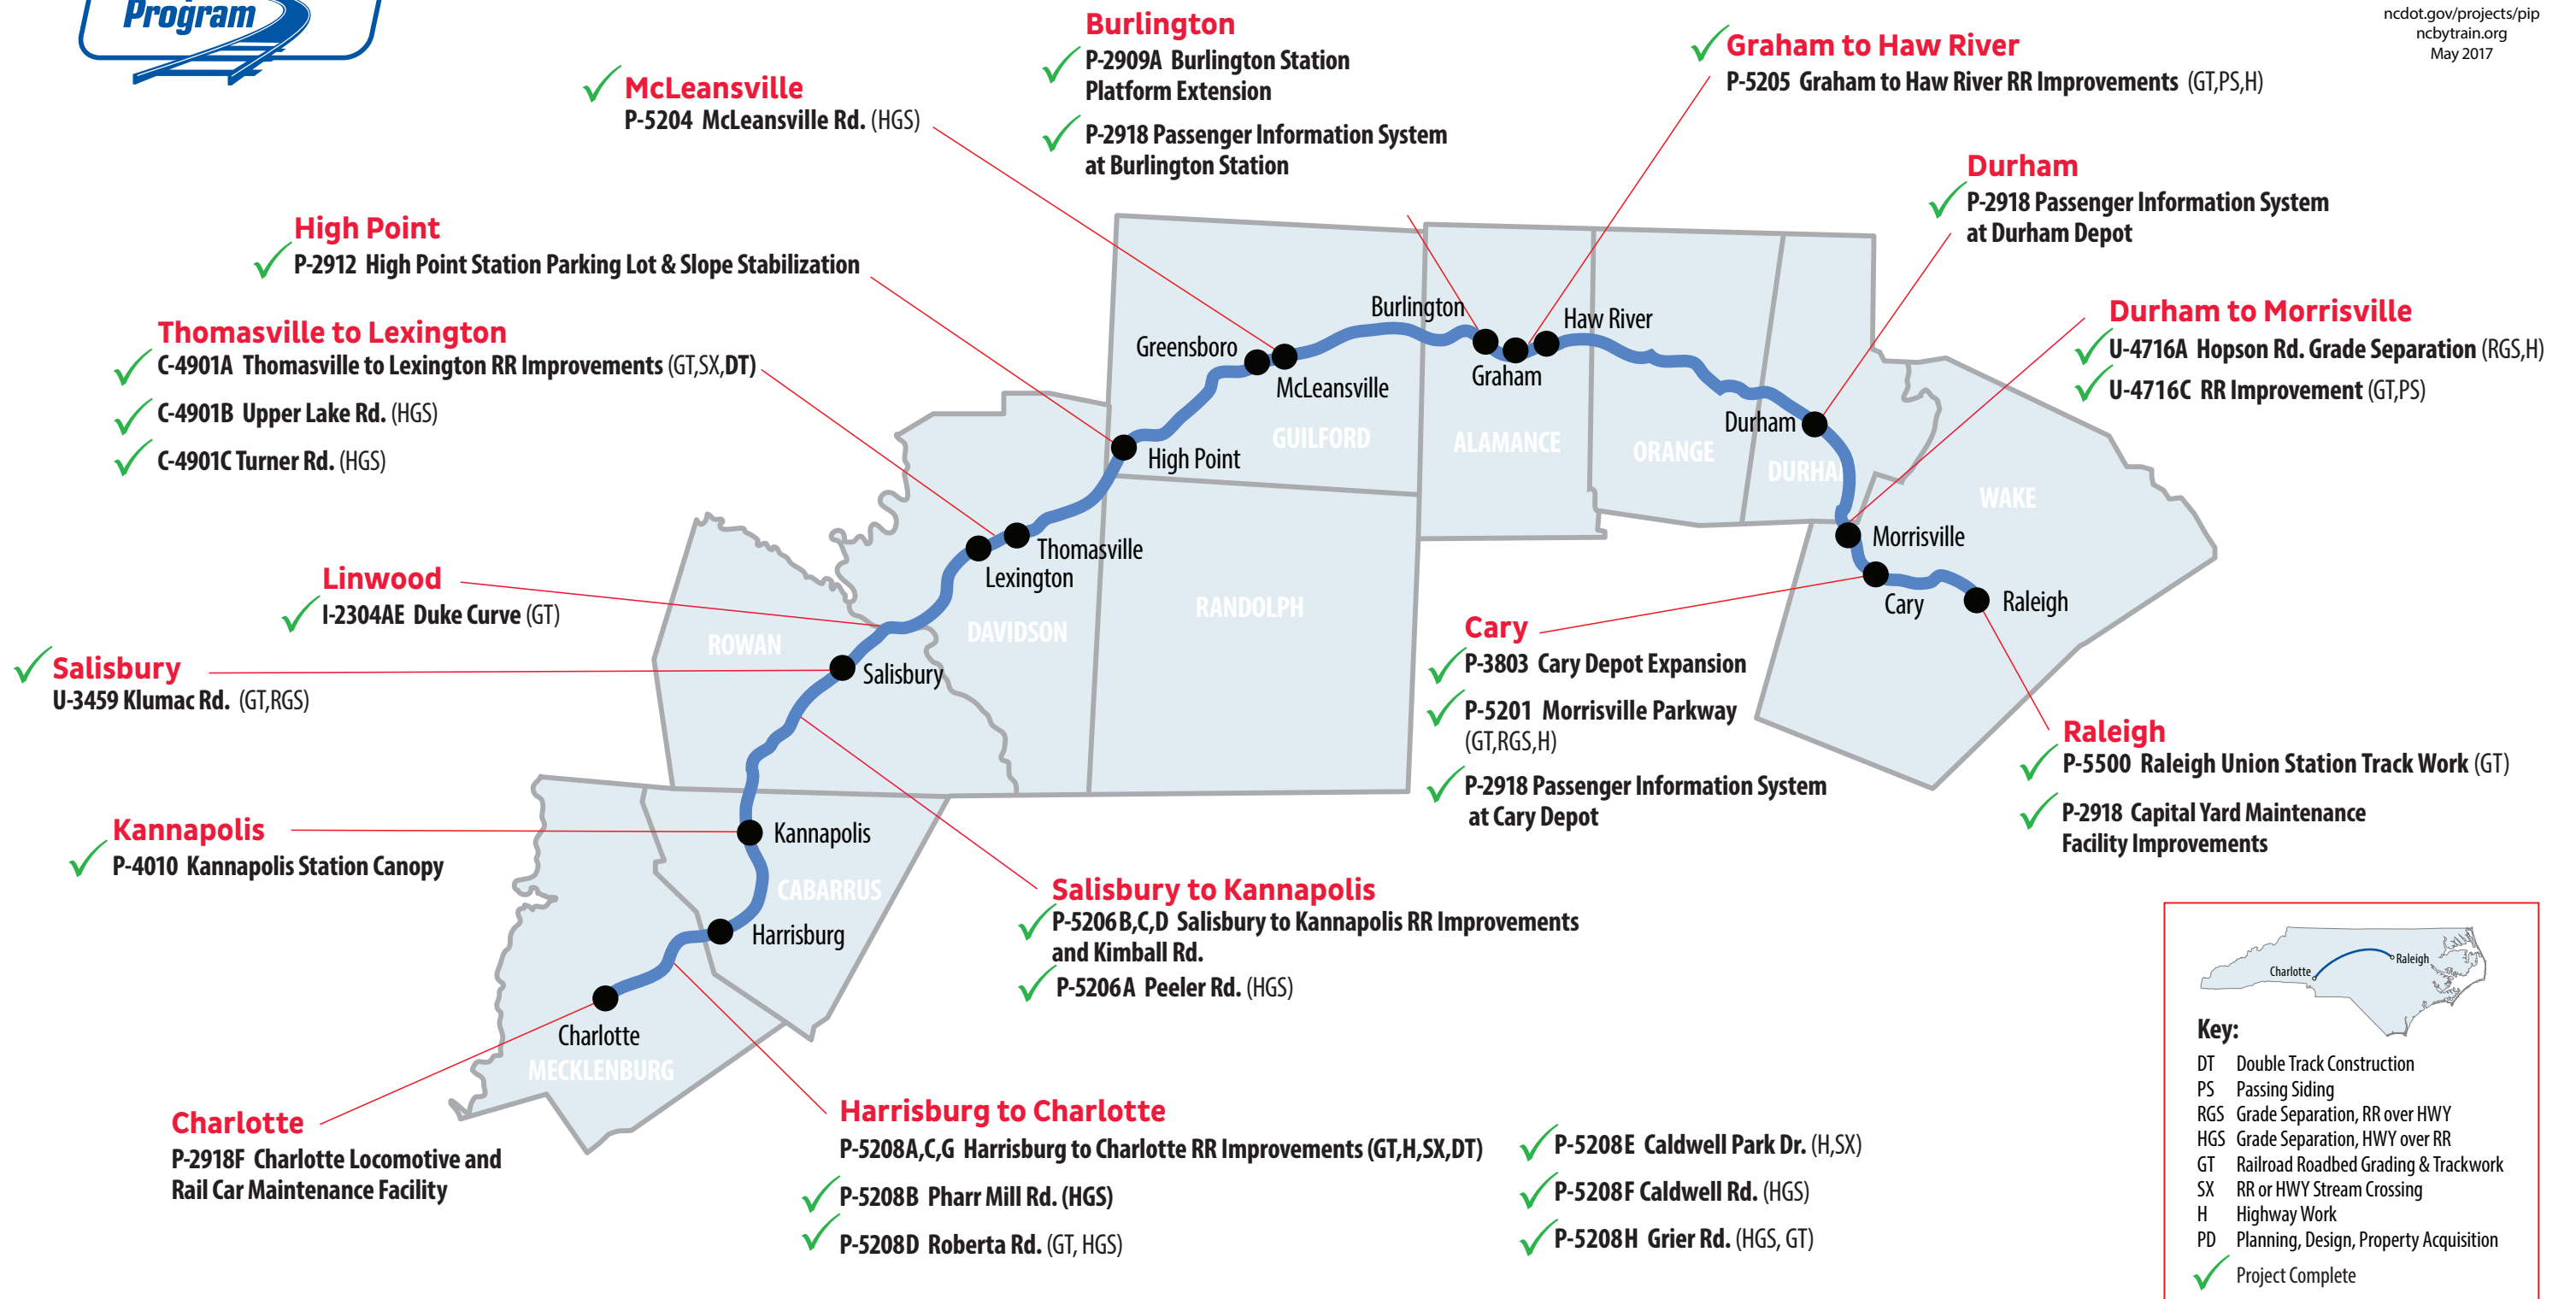 Program
ncdot.gov/projects/pip
ncbytrain.org
May 2017
Burlington
P-2909A Burlington Station
Platform Extension
P-2918 Passenger Information System
at Burlington Station
Graham to Haw River
P-5205 Graham to Haw River RR Improvements (GT,PS,H)
McLeansville
P-5204 McLeansville Rd. (HGS)
Durham
P-2918 Passenger Information System
at Durham Depot
High Point
P-2912 High Point Station Parking Lot & Slope Stabilization
Durham to Morrisville
U-4716A Hopson Rd. Grade Separation (RGS,H)
U-4716C RR Improvement (GT,PS)
Thomasville to Lexington
C-4901A Thomasville to Lexington RR Improvements (GT,SX,DT)
C-4901B Upper Lake Rd. (HGS)
C-4901C Turner Rd. (HGS)
Burlington
Haw River
Greensboro
McLeansville
Graham
Durham
High Point
GUILFORD
ALAMANCE
ORANGE
DURHA
WAKE
Morrisville
Thomasville
Lexington
Cary
Raleigh
RANDOLPH
DAVIDSON
ROWAN
Salisbury
Linwood
I-2304AE Duke Curve (GT)
Salisbury
U-3459 Klumac Rd. (GT,RGS)
Cary
P-3803 Cary Depot Expansion
P-5201 Morrisville Parkway
(GT,RGS,H)
P-2918 Passenger Information System
at Cary Depot
Raleigh
P-5500 Raleigh Union Station Track Work (GT)
P-2918 Capital Yard Maintenance
Facility Improvements
Kannapolis
P-4010 Kannapolis Station Canopy
Kannapolis
CABARRUS
Harrisburg
Charlotte
MECKLENBURG
Salisbury to Kannapolis
P-5206B,C,D Salisbury to Kannapolis RR Improvements
and Kimball Rd.
P-5206A Peeler Rd. (HGS)
Charlotte
P-2918F Charlotte Locomotive and
Rail Car Maintenance Facility
Harrisburg to Charlotte
P-5208A,C,G Harrisburg to Charlotte RR Improvements (GT,H,SX,DT)
P-5208B Pharr Mill Rd. (HGS)
P-5208D Roberta Rd. (GT, HGS)
P-5208E Caldwell Park Dr. (H,SX)
P-5208F Caldwell Rd. (HGS)
P-5208H Grier Rd. (HGS, GT)
Charlotte
Raleigh
Key:
DT Double Track Construction
PS Passing Siding
RGS Grade Separation, RR over HWY
HGS Grade Separation, HWY over RR
GT Railroad Roadbed Grading & Trackwork
SX RR or HWY Stream Crossing
H Highway Work
PD Planning, Design, Property Acquisition
Project Complete